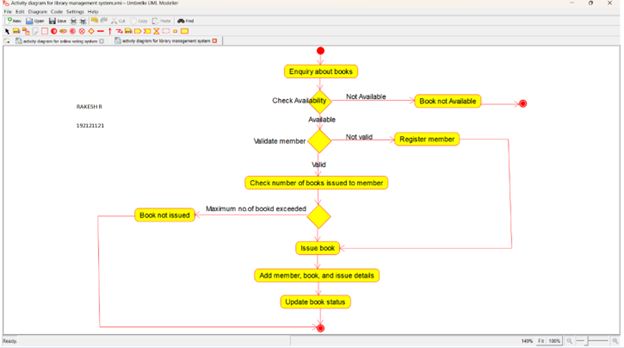 Activity diagram for library management system.xmi - Umbrello UML Modeller
File Edit Diagram Code Settings Help
New Open Save Undo Cut Copy Paste Find
activity diagram for online voting system activity diagram for library management system
Enquiry about books
Check Availability
Not Available
Book not Available
RAKESH R
192121121
Available
Validate member
Not valid
Register member
Valid
Check number of books issued to member
Maximum no.of bookd exceeded
Book not issued
Issue book
Add member, book, and issue details
Update book status
Ready.
149% Fit 100%